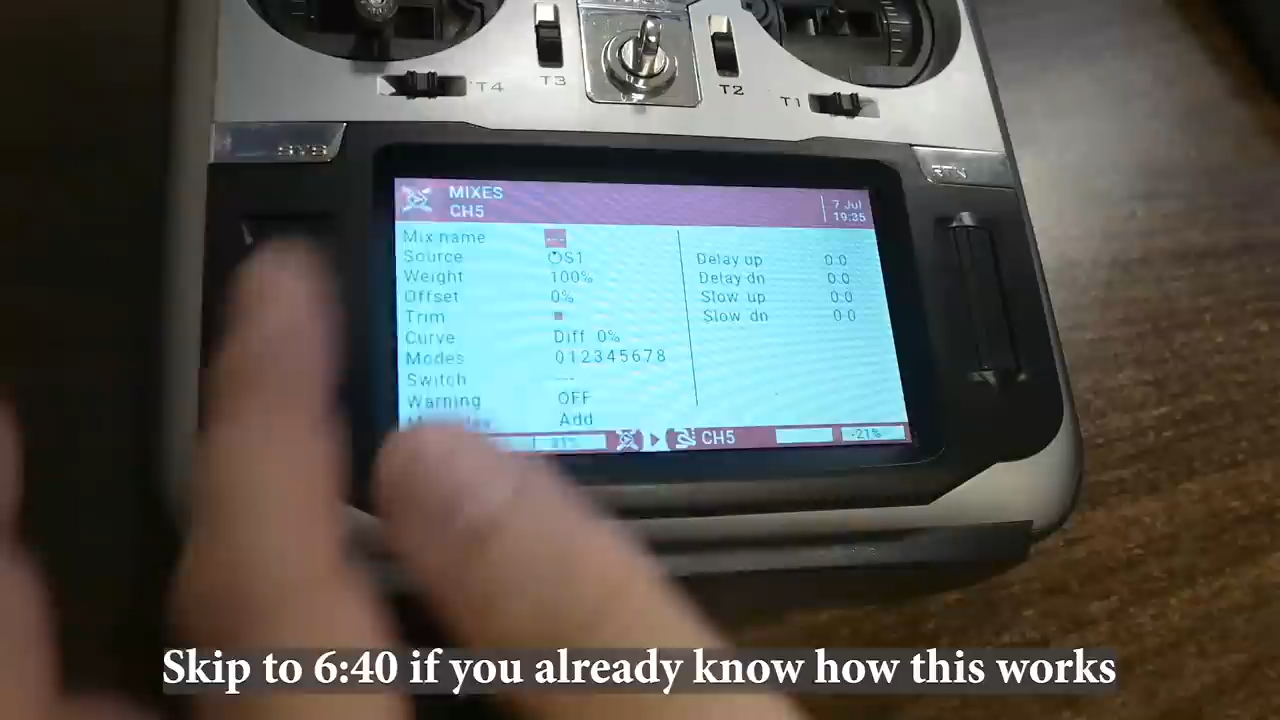 T4
T3
T2
T1
SYS
RTN
MIXES
CH5
7 Jul
19:35
Mix name ---
Source S1
Weight 100%
Offset 0%
Trim
Curve Diff 0%
Modes 012345678
Switch ---
Warning OFF
Add
Delay up 0.0
Delay dn 0.0
Slow up 0.0
Slow dn 0.0
CH5
-21%
Skip to 6:40 if you already know how this works